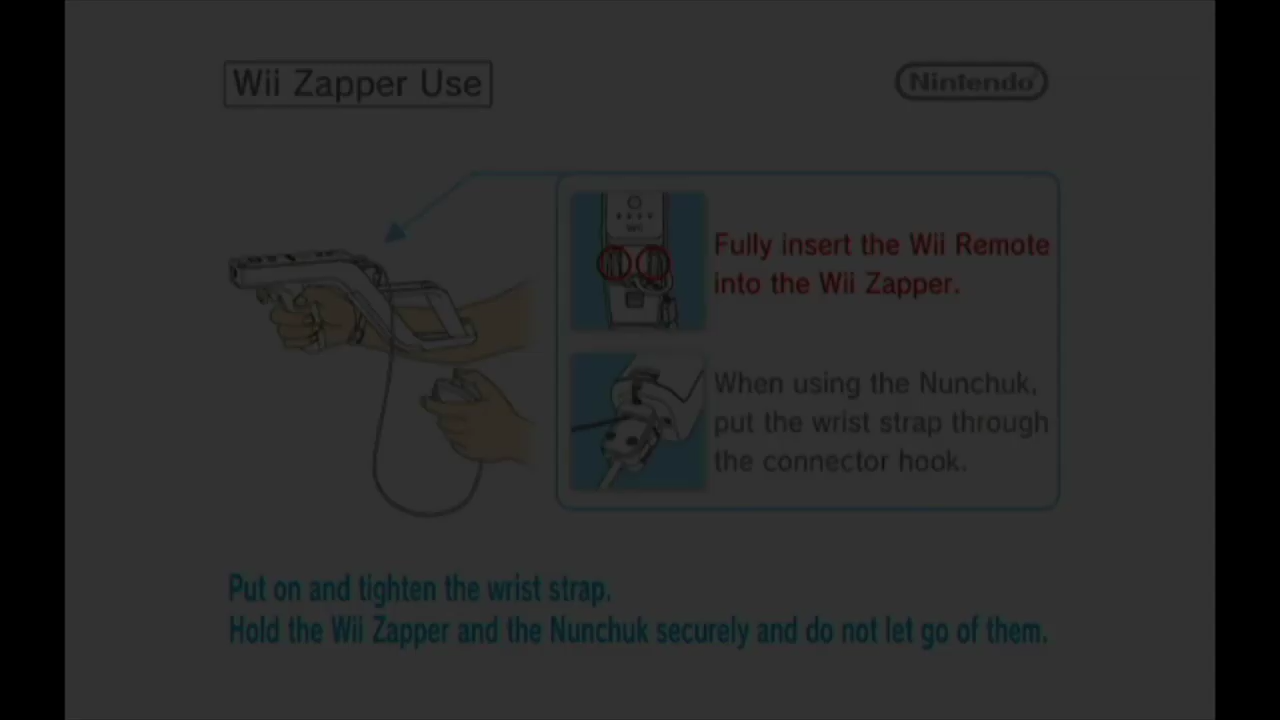 Wii Zapper Use
Nintendo
Wii
Fully insert the Wii Remote
into the Wii Zapper.
When using the Nunchuk,
put the wrist strap through
the connector hook.
Put on and tighten the wrist strap.
Hold the Wii Zapper and the Nunchuk securely and do not let go of them.